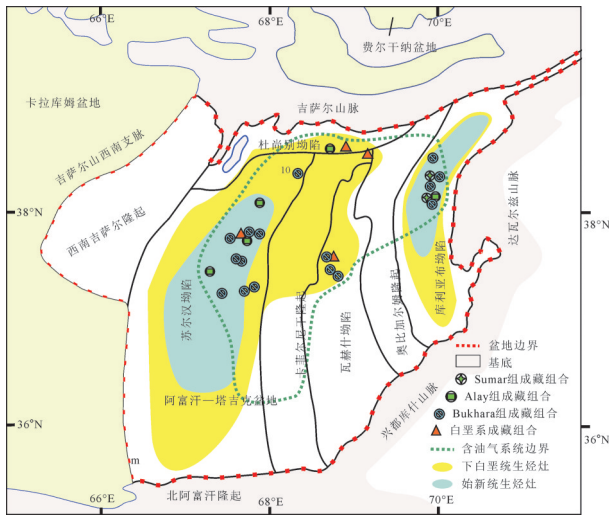 66°E
68°E
70°E
费尔干纳盆地
卡拉库姆盆地
吉萨尔山脉
吉萨尔山西南支脉
杜尚别坳陷
10
38°N
38°N
西南吉萨尔隆起
达瓦尔兹山脉
苏尔汉坳陷
卡菲尔尼干隆起
瓦赫什坳陷
奥比加尔姆隆起
库利亚布坳陷
阿富汗—塔吉克盆地
兴都库什山脉
36°N
m
北阿富汗隆起
66°E
68°E
70°E
盆地边界
基底
Sumar组成藏组合
Alay组成藏组合
Bukhara组成藏组合
白垩系成藏组合
含油气系统边界
下白垩统生烃灶
始新统生烃灶